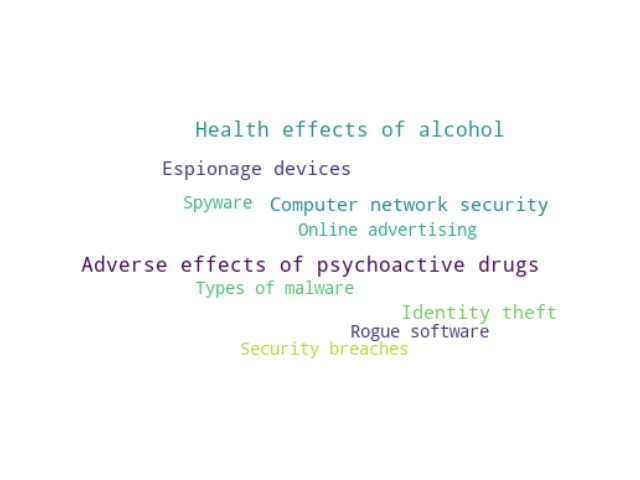 Health effects of alcohol
Espionage devices
Spyware
Computer network security
Online advertising
Adverse effects of psychoactive drugs
Types of malware
Identity theft
Rogue software
Security breaches